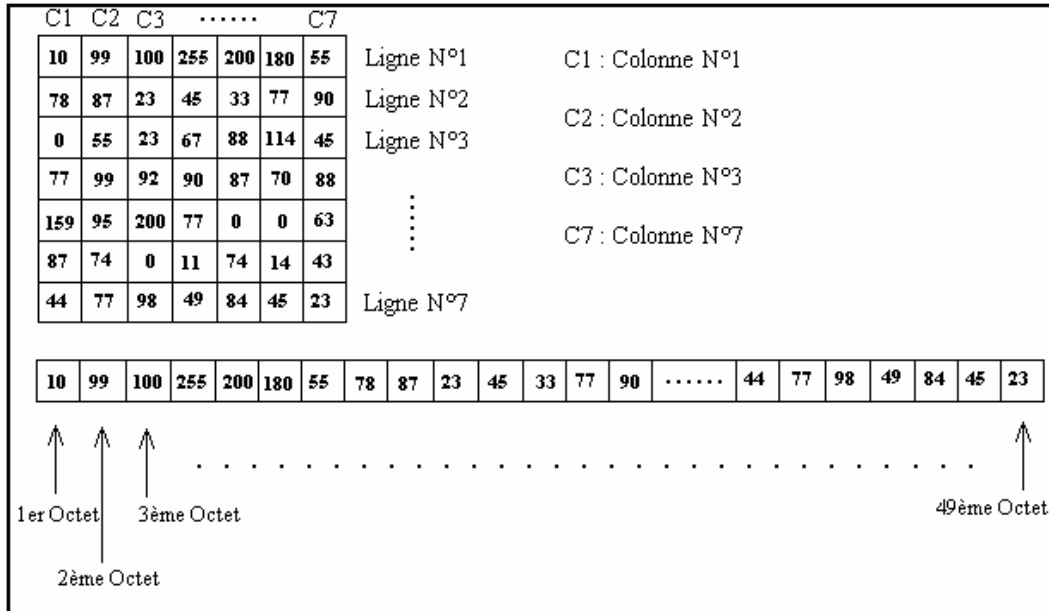 C1 C2 C3 ...... C7
10 99 100 255 200 180 55 Ligne N°1 C1 : Colonne N°1
78 87 23 45 33 77 90 Ligne N°2
C2 : Colonne N°2
0 55 23 67 88 114 45 Ligne N°3
77 99 92 90 87 70 88 C3 : Colonne N°3
159 95 200 77 0 0 63
C7 : Colonne N°7
87 74 0 11 74 14 43
44 77 98 49 84 45 23 Ligne N°7
10 99 100 255 200 180 55 78 87 23 45 33 77 90 ...... 44 77 98 49 84 45 23
1er Octet 3ème Octet 49ème Octet
2ème Octet